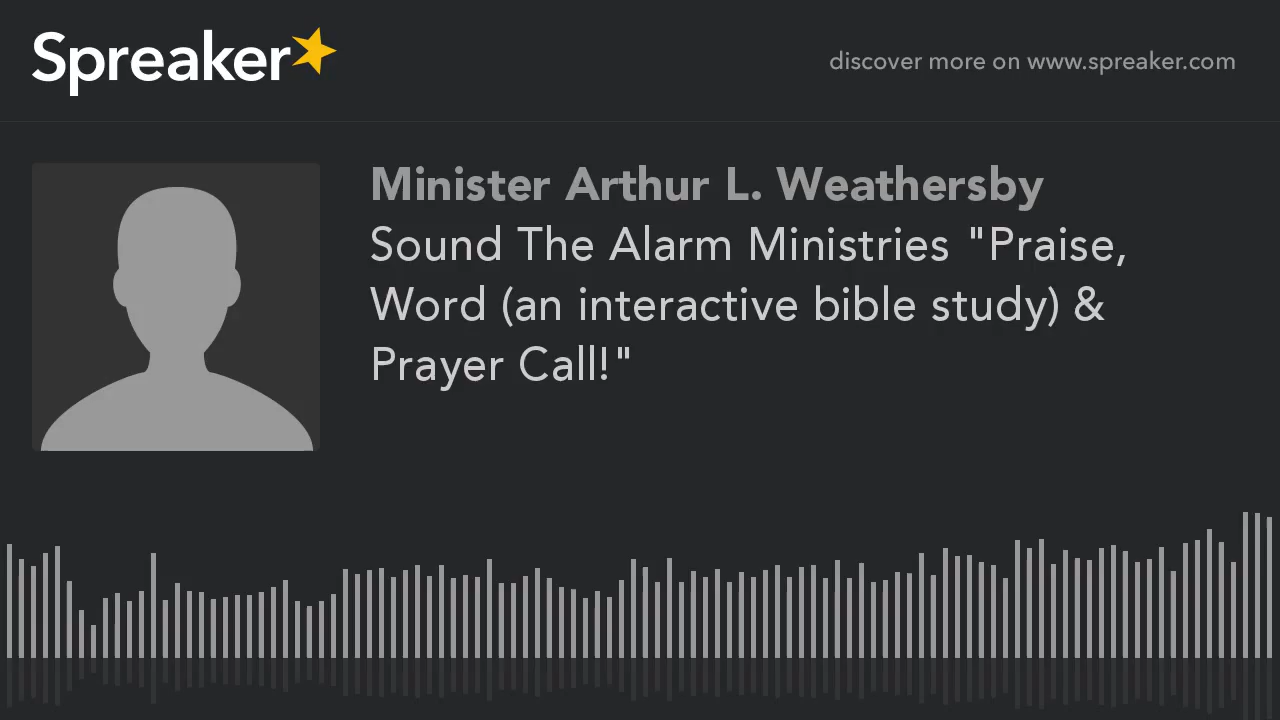 Spreaker
discover more on www.spreaker.com
Minister Arthur L. Weathersby
Sound The Alarm Ministries "Praise,
Word (an interactive bible study) &
Prayer Call!"